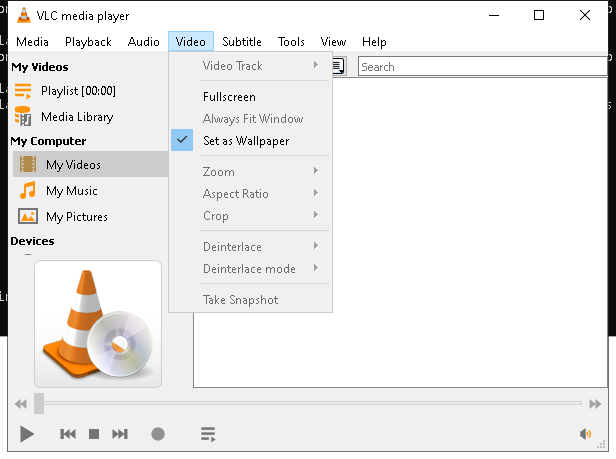 VLC media player
Media Playback Audio Video Subtitle Tools View Help
My Videos
Playlist [00:00]
Media Library
My Computer
My Videos
My Music
My Pictures
Devices
Video Track
Fullscreen
Always Fit Window
Set as Wallpaper
Zoom
Aspect Ratio
Crop
Deinterlace
Deinterlace mode
Take Snapshot
Search